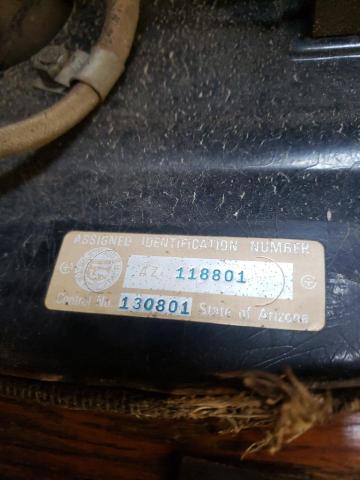 ASSIGNED IDENTIFICATION NUMBER
AZ 118801
Control No. 130801 State of Arizona